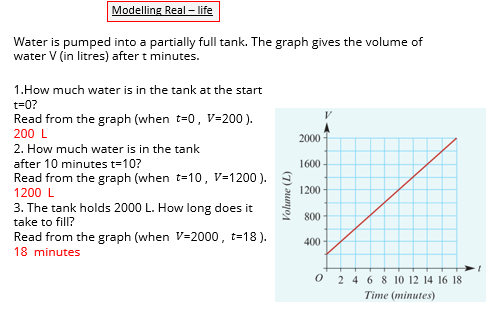 Modelling Real – life
Water is pumped into a partially full tank. The graph gives the volume of
water V (in litres) after t minutes.
1.How much water is in the tank at the start
t=0?
Read from the graph (when t=0, V=200).
200 L
2. How much water is in the tank
after 10 minutes t=10?
Read from the graph (when t=10, V=1200).
1200 L
3. The tank holds 2000 L. How long does it
take to fill?
Read from the graph (when V=2000, t=18).
18 minutes
V
2000
1600
1200
800
400
Volume (L)
O 2 4 6 8 10 12 14 16 18
t
Time (minutes)